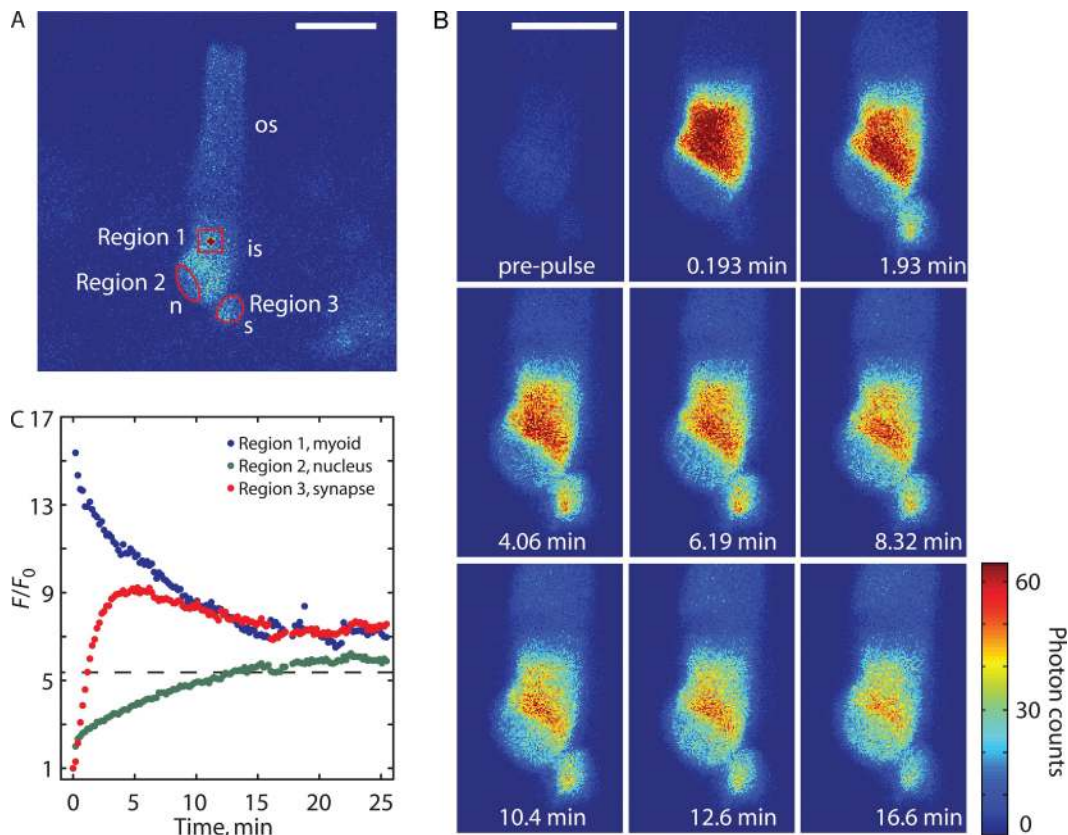 A
os
Region 1
is
Region 2
n
Region 3
s
B
pre-pulse
0.193 min
1.93 min
4.06 min
6.19 min
8.32 min
10.4 min
12.6 min
16.6 min
60
30
0
Photon counts
C
17
13
9
5
1
F/F0
Region 1, myoid
Region 2, nucleus
Region 3, synapse
0 5 10 15 20 25
Time, min